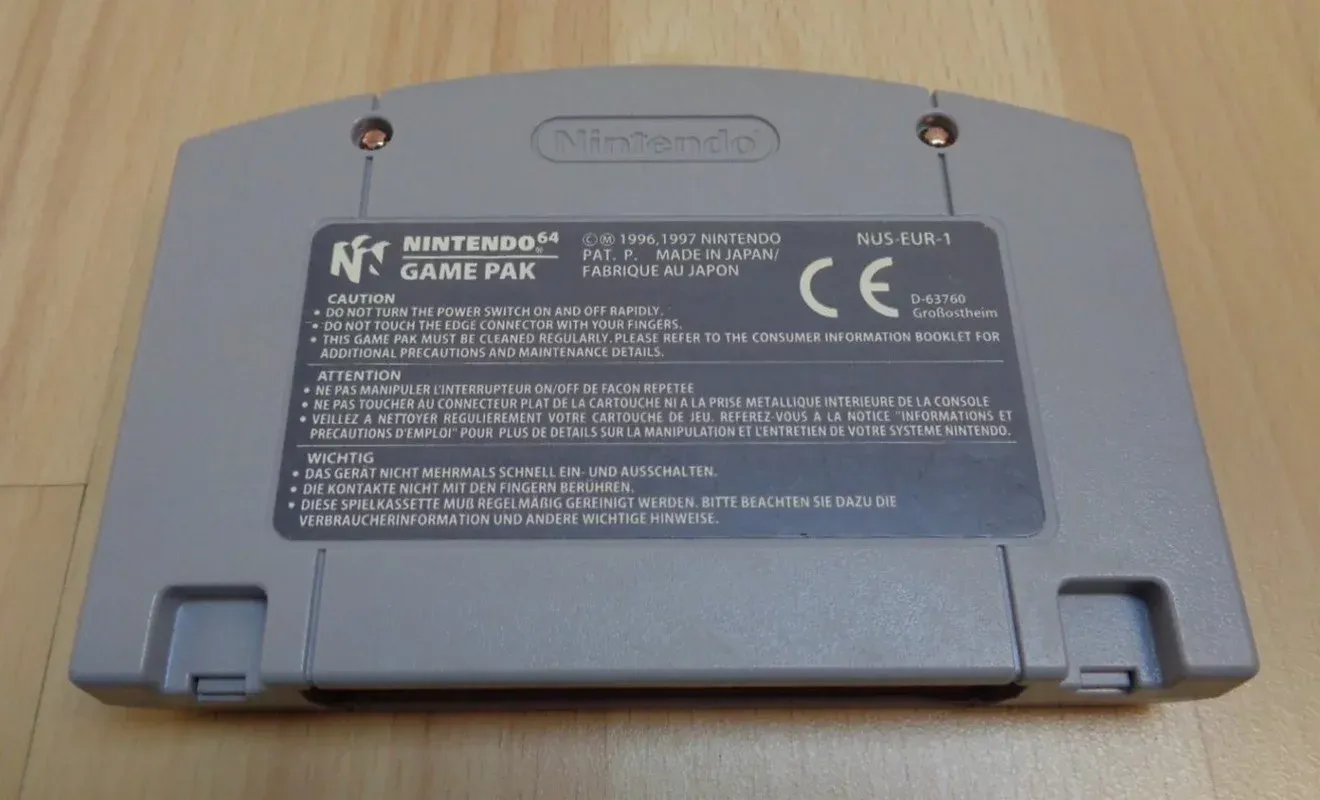 Nintendo
NINTENDO64
GAME PAK
©Ⓜ 1996,1997 NINTENDO
PAT. P. MADE IN JAPAN/
FABRIQUE AU JAPON
NUS-EUR-1
CE
D-63760
Großostheim
CAUTION
• DO NOT TURN THE POWER SWITCH ON AND OFF RAPIDLY.
• DO NOT TOUCH THE EDGE CONNECTOR WITH YOUR FINGERS.
• THIS GAME PAK MUST BE CLEANED REGULARLY. PLEASE REFER TO THE CONSUMER INFORMATION BOOKLET FOR
ADDITIONAL PRECAUTIONS AND MAINTENANCE DETAILS.
ATTENTION
• NE PAS MANIPULER L'INTERRUPTEUR ON/OFF DE FACON REPETEE
• NE PAS TOUCHER AU CONNECTEUR PLAT DE LA CARTOUCHE NI A LA PRISE METALLIQUE INTERIEURE DE LA CONSOLE
• VEILLEZ A NETTOYER REGULIEREMENT VOTRE CARTOUCHE DE JEU. REFEREZ-VOUS A LA NOTICE "INFORMATIONS ET
PRECAUTIONS D'EMPLOI" POUR PLUS DE DETAILS SUR LA MANIPULATION ET L'ENTRETIEN DE VOTRE SYSTEME NINTENDO.
WICHTIG
• DAS GERÄT NICHT MEHRMALS SCHNELL EIN- UND AUSSCHALTEN.
• DIE KONTAKTE NICHT MIT DEN FINGERN BERÜHREN.
• DIESE SPIELKASSETTE MUß REGELMÄßIG GEREINIGT WERDEN. BITTE BEACHTEN SIE DAZU DIE
VERBRAUCHERINFORMATION UND ANDERE WICHTIGE HINWEISE.